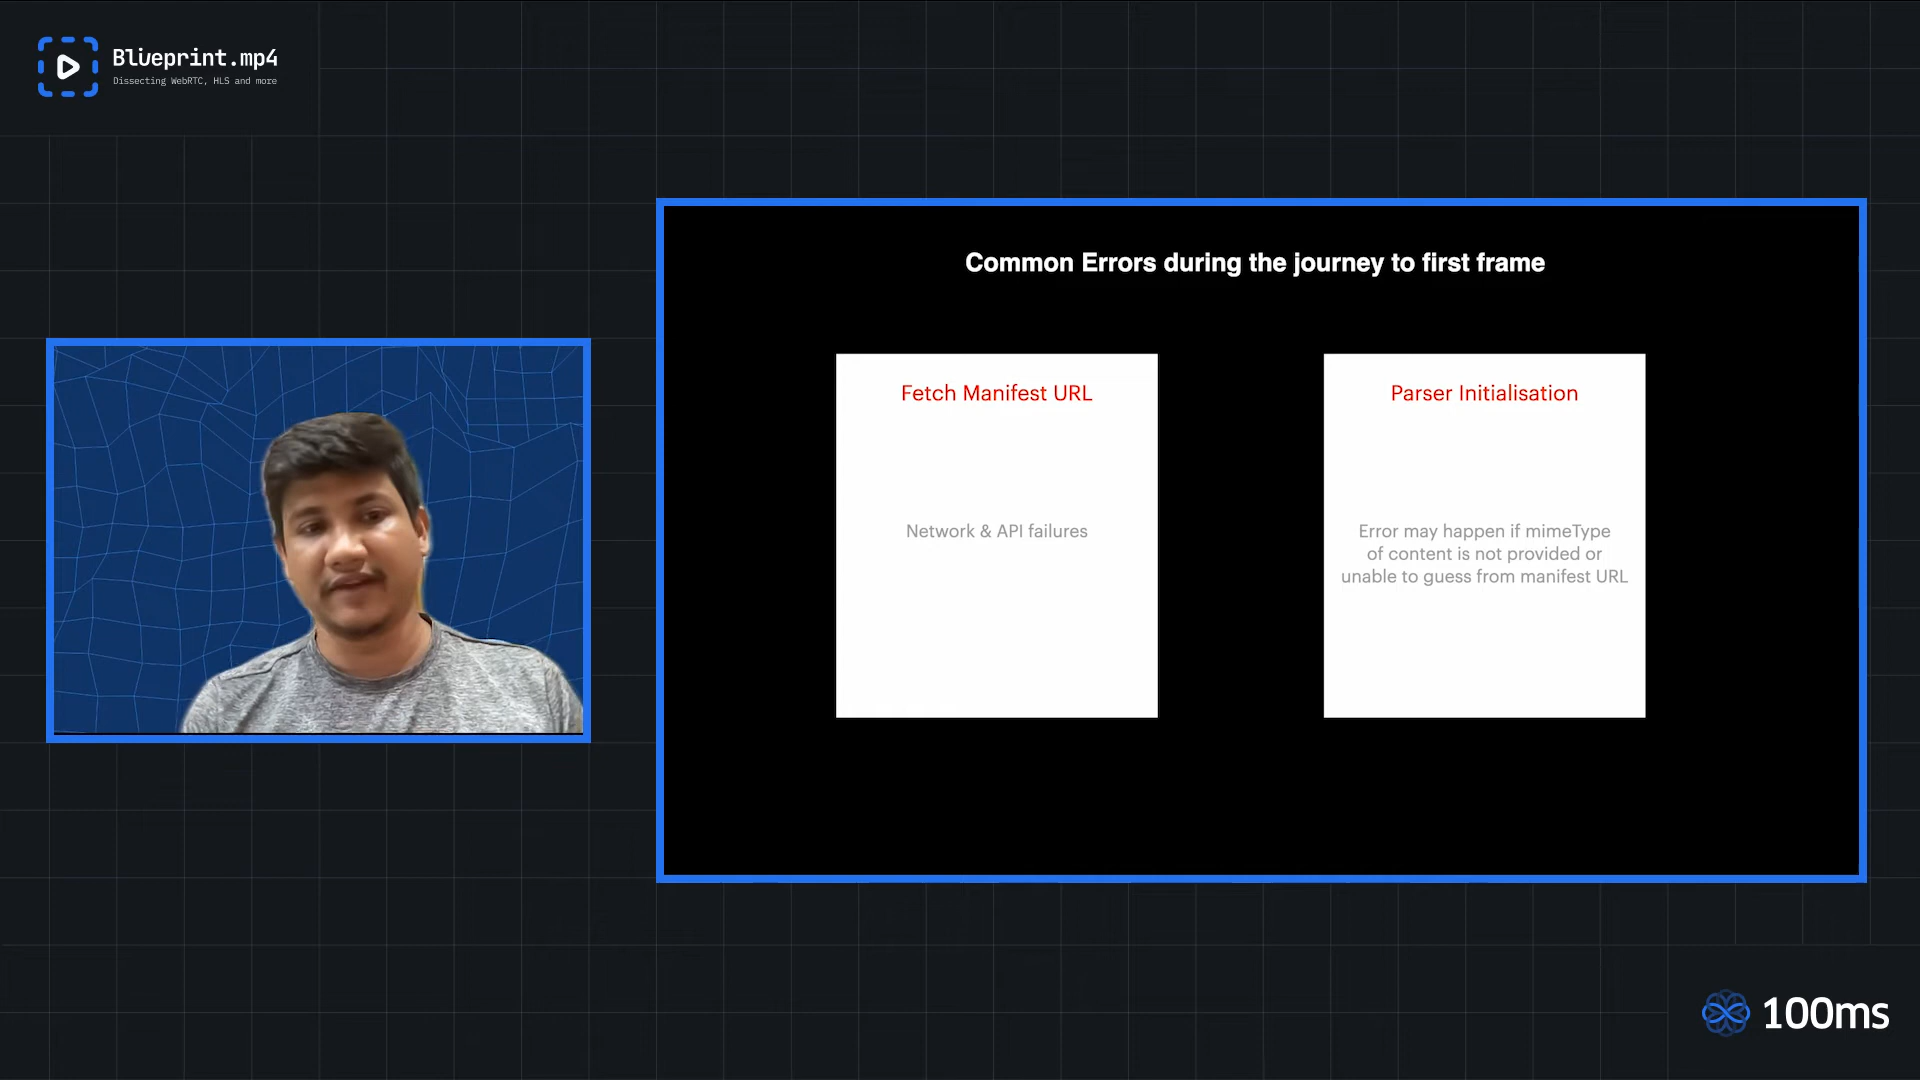 Blueprint.mp4
Dissecting WebRTC, HLS and more
Common Errors during the journey to first frame
Fetch Manifest URL
Network & API failures
Parser Initialisation
Error may happen if mimeType
of content is not provided or
unable to guess from manifest URL
100ms